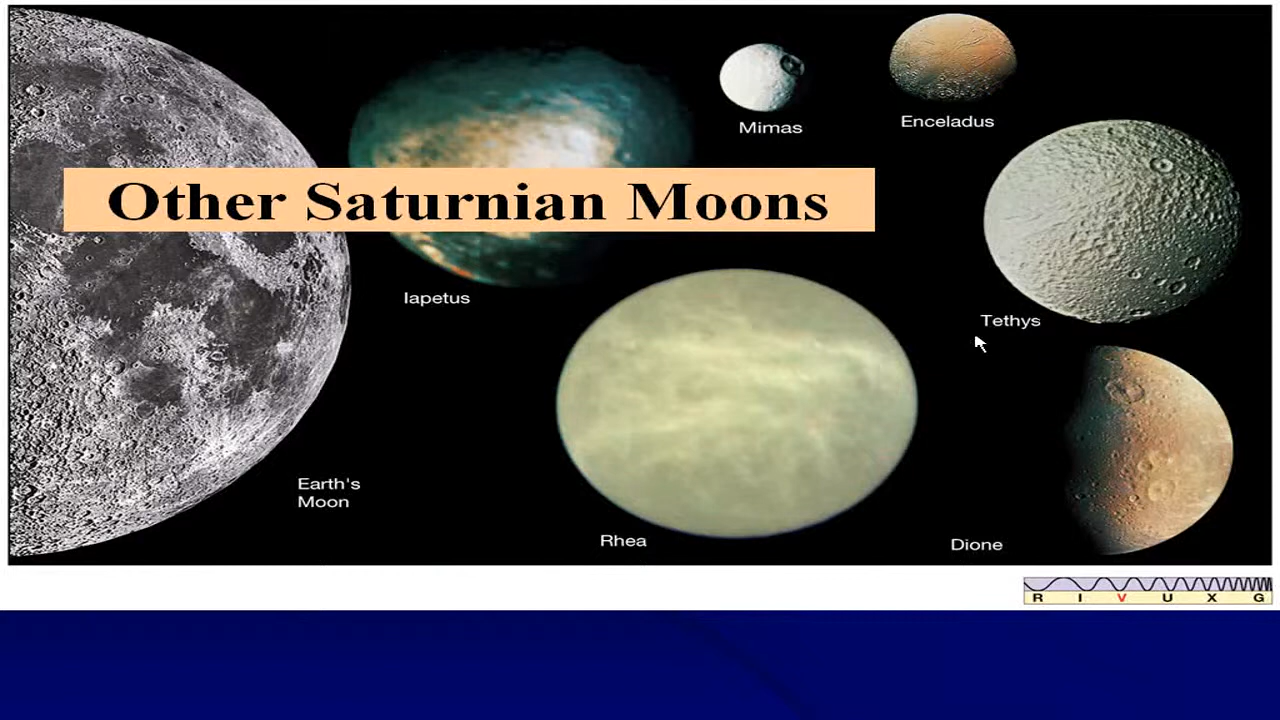 Mimas
Enceladus
Other Saturnian Moons
Iapetus
Tethys
Earth's
Moon
Rhea
Dione
R I V U X G